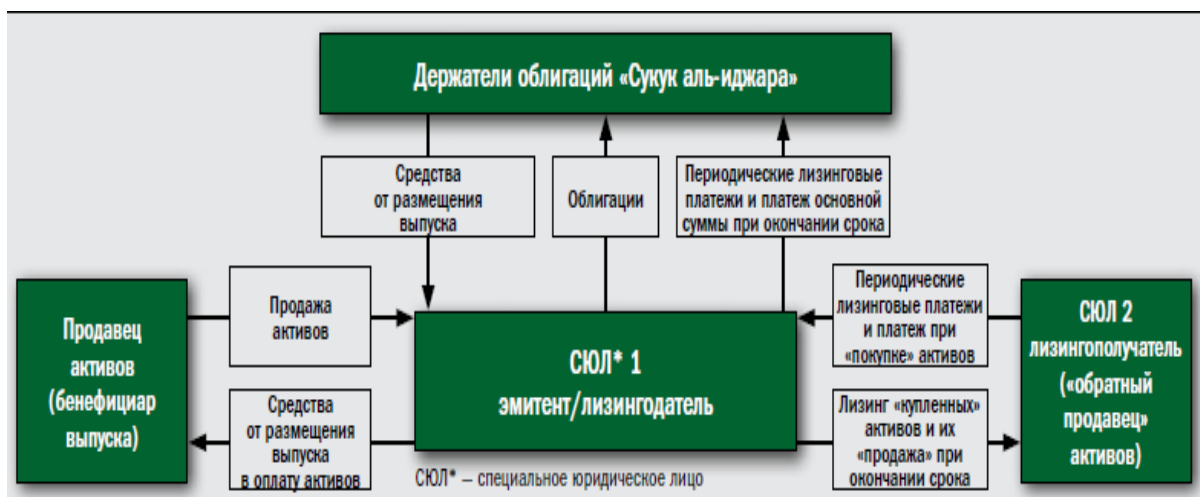 Держатели облигаций «Сукук аль-иджара»
Средства
от размещения
выпуска
Облигации
Периодические лизинговые
платежи и платеж основной
суммы при окончании срока
Продавец
активов
(бенефициар
выпуска)
Продажа
активов
Средства
от размещения
выпуска
в оплату активов
СЮЛ* 1
эмитент/лизингодатель
СЮЛ* – специальное юридическое лицо
Периодические
лизинговые платежи
и платеж при
«покупке» активов
Лизинг «купленных»
активов и их
«продажа» при
окончании срока
СЮЛ 2
лизингополучатель
(«обратный
продавец»
активов)